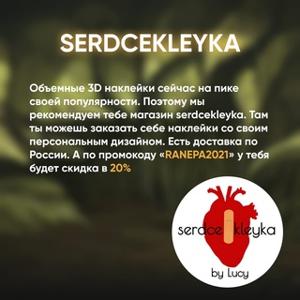 SERDCEKLEYKA
Объемные 3D наклейки сейчас на пике
своей популярности. Поэтому мы
рекомендуем тебе магазин serdcekleyka. Там
ты можешь заказать себе наклейки со своим
персональным дизайном. Есть доставка по
России. А по промокоду «RANEPA2021» у тебя
будет скидка в 20%
serdce kleyka
by Lucy